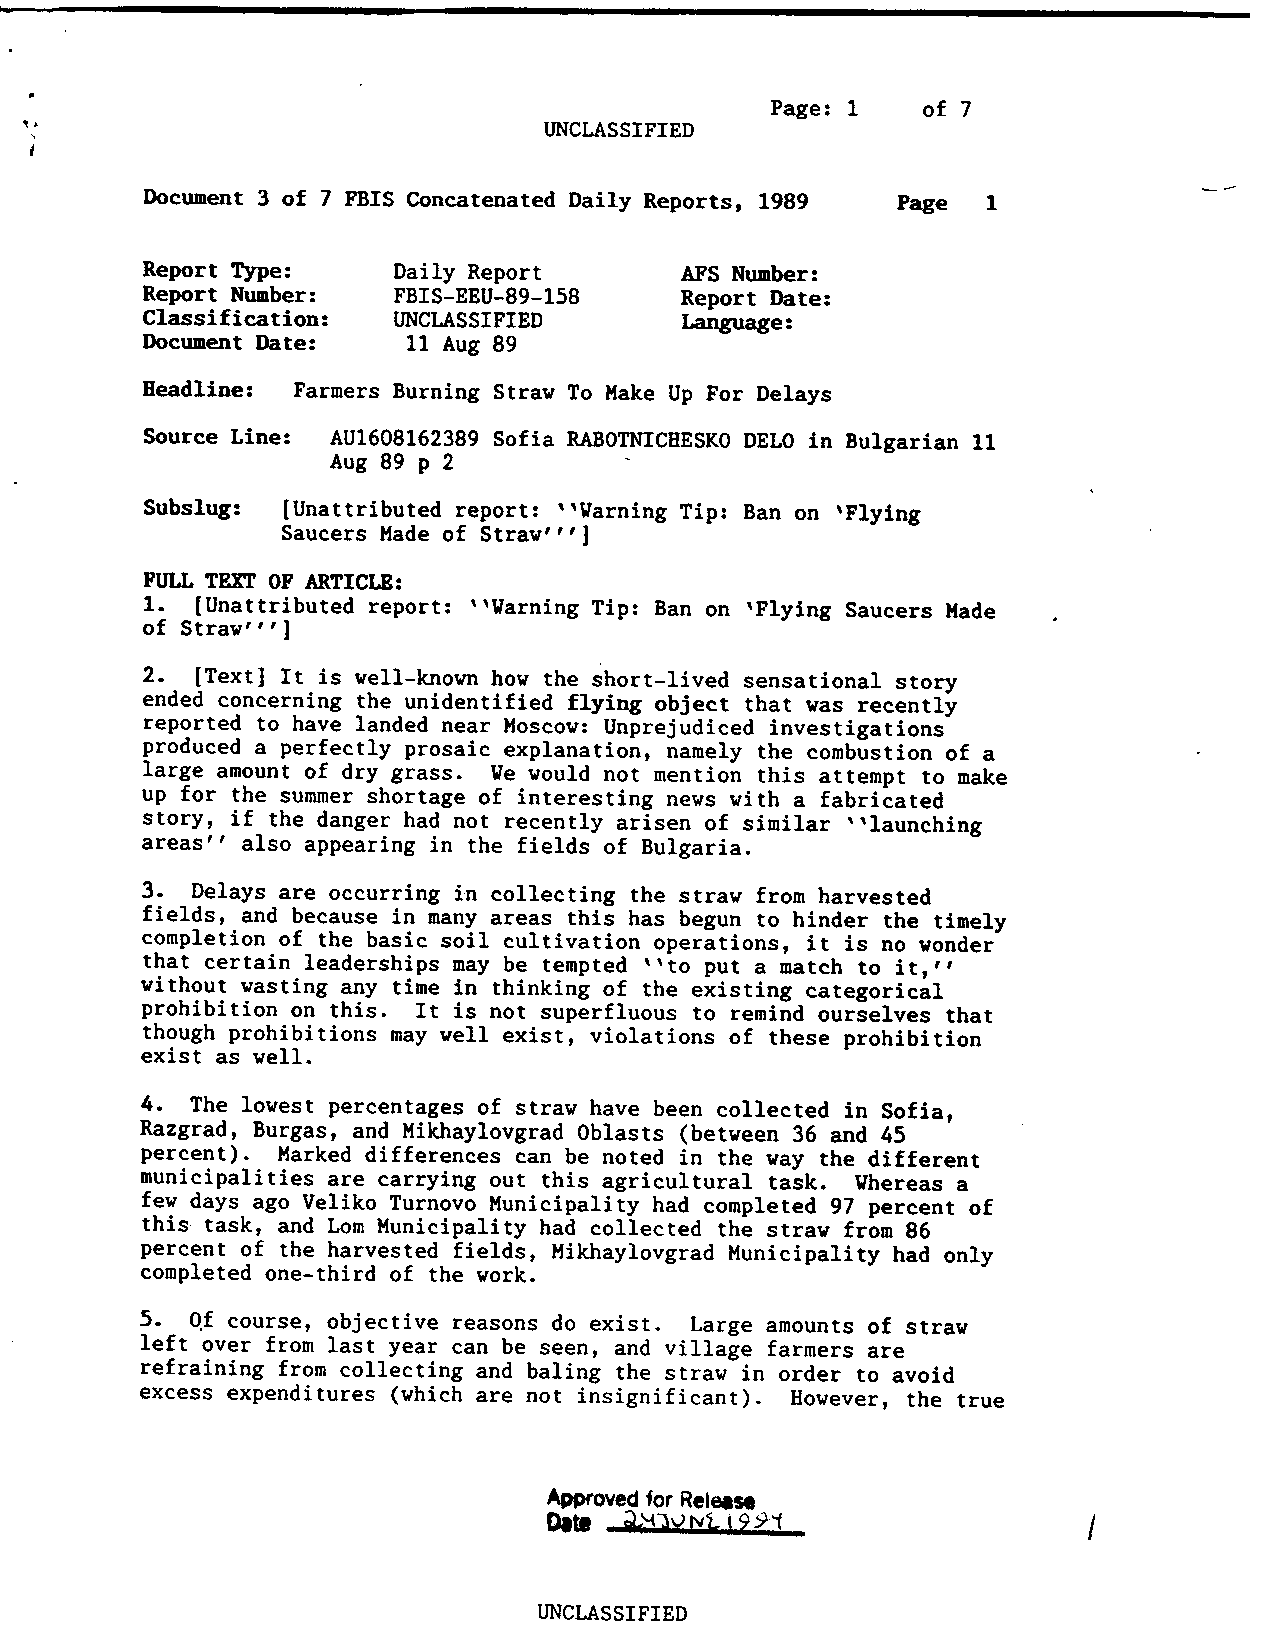 Page: 1 of 7
UNCLASSIFIED
Document 3 of 7 FBIS Concatenated Daily Reports, 1989 Page 1
Report Type: Daily Report AFS Number:
Report Number: FBIS-EEU-89-158 Report Date:
Classification: UNCLASSIFIED Language:
Document Date: 11 Aug 89
Headline: Farmers Burning Straw To Make Up For Delays
Source Line: AU1608162389 Sofia RABOTNICHESKO DELO in Bulgarian 11
Aug 89 p 2
Subslug: [Unattributed report: ‵‵Warning Tip: Ban on ‵Flying
Saucers Made of Straw′′′]
FULL TEXT OF ARTICLE:
1. [Unattributed report: ‵‵Warning Tip: Ban on ‵Flying Saucers Made
of Straw′′′]
2. [Text] It is well-known how the short-lived sensational story
ended concerning the unidentified flying object that was recently
reported to have landed near Moscow: Unprejudiced investigations
produced a perfectly prosaic explanation, namely the combustion of a
large amount of dry grass. We would not mention this attempt to make
up for the summer shortage of interesting news with a fabricated
story, if the danger had not recently arisen of similar ‵‵launching
areas′′ also appearing in the fields of Bulgaria.
3. Delays are occurring in collecting the straw from harvested
fields, and because in many areas this has begun to hinder the timely
completion of the basic soil cultivation operations, it is no wonder
that certain leaderships may be tempted ‵‵to put a match to it,′′
without wasting any time in thinking of the existing categorical
prohibition on this. It is not superfluous to remind ourselves that
though prohibitions may well exist, violations of these prohibition
exist as well.
4. The lowest percentages of straw have been collected in Sofia,
Razgrad, Burgas, and Mikhaylovgrad Oblasts (between 36 and 45
percent). Marked differences can be noted in the way the different
municipalities are carrying out this agricultural task. Whereas a
few days ago Veliko Turnovo Municipality had completed 97 percent of
this task, and Lom Municipality had collected the straw from 86
percent of the harvested fields, Mikhaylovgrad Municipality had only
completed one-third of the work.
5. Of course, objective reasons do exist. Large amounts of straw
left over from last year can be seen, and village farmers are
refraining from collecting and baling the straw in order to avoid
excess expenditures (which are not insignificant). However, the true
Approved for Release
Date
1
UNCLASSIFIED